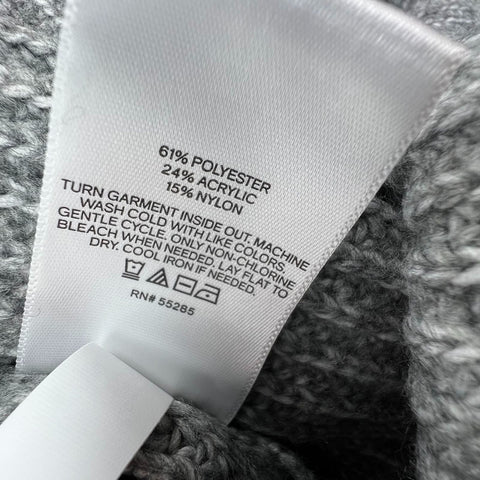 61% POLYESTER
24% ACRYLIC
15% NYLON
TURN GARMENT INSIDE OUT. MACHINE
WASH COLD WITH LIKE COLORS,
GENTLE CYCLE. ONLY NON-CHLORINE
BLEACH WHEN NEEDED. LAY FLAT TO
DRY. COOL IRON IF NEEDED.
RN# 55285